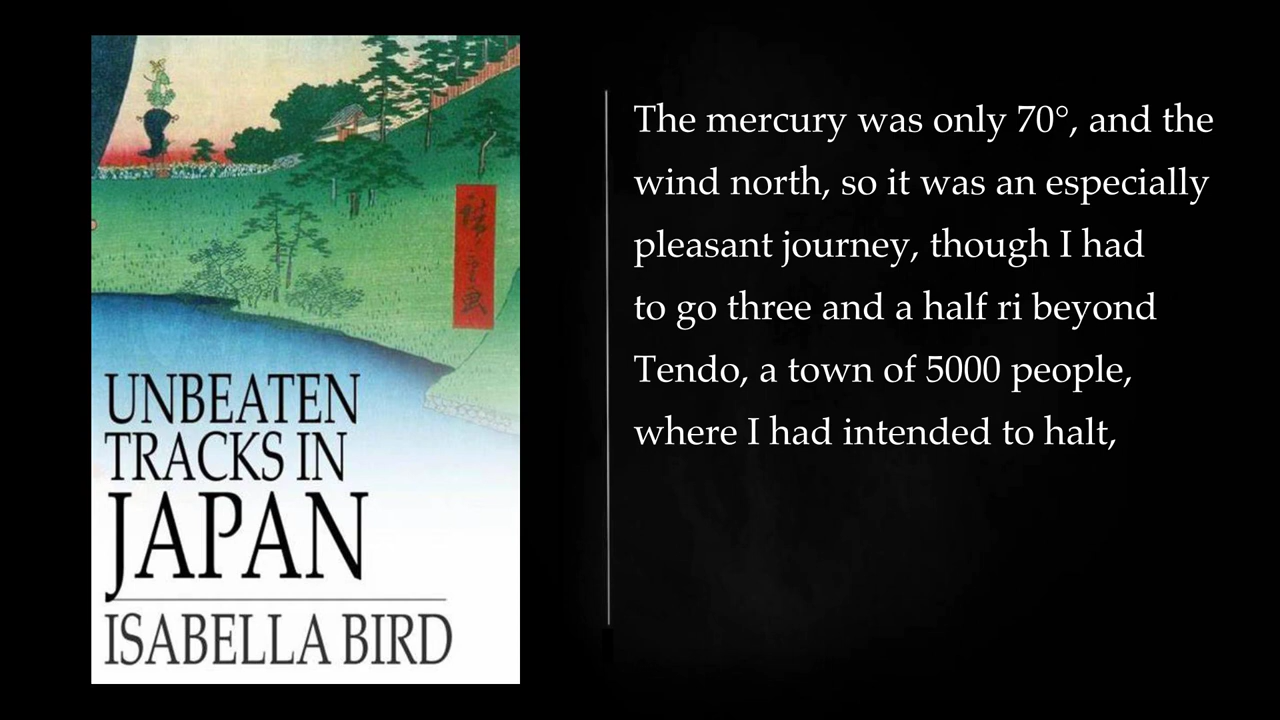 UNBEATEN
TRACKS IN
JAPAN
ISABELLA BIRD
The mercury was only 70°, and the
wind north, so it was an especially
pleasant journey, though I had
to go three and a half ri beyond
Tendo, a town of 5000 people,
where I had intended to halt,